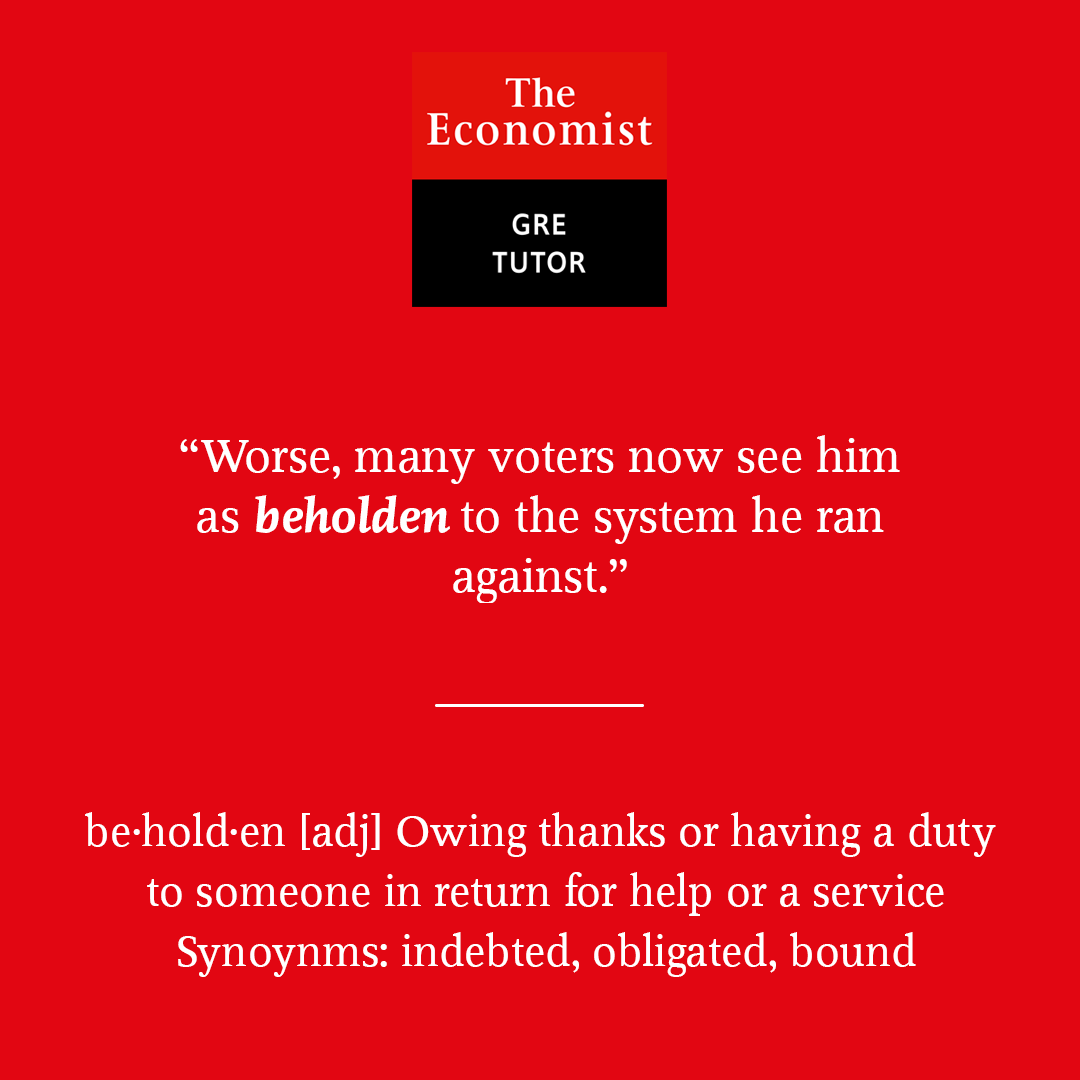 The
Economist
GRE
TUTOR
“Worse, many voters now see him
as beholden to the system he ran
against.”
be·hold·en [adj] Owing thanks or having a duty
to someone in return for help or a service
Synoynms: indebted, obligated, bound